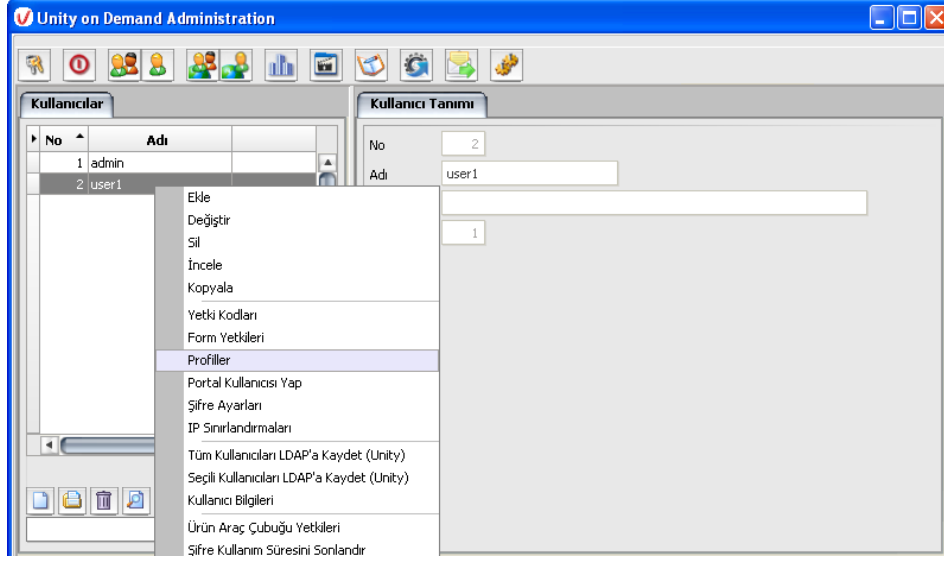 Unity on Demand Administration
Kullanıcılar
Kullanıcı Tanımı
No Adı
1 admin
2 user1
No 2
Adı user1
1
Ekle
Değiştir
Sil
İncele
Kopyala
Yetki Kodları
Form Yetkileri
Profiller
Portal Kullanıcısı Yap
Şifre Ayarları
IP Sınırlandırmaları
Tüm Kullanıcıları LDAP'a Kaydet (Unity)
Seçili Kullanıcıları LDAP'a Kaydet (Unity)
Kullanıcı Bilgileri
Ürün Araç Çubuğu Yetkileri
Şifre Kullanım Süresini Sonlandır